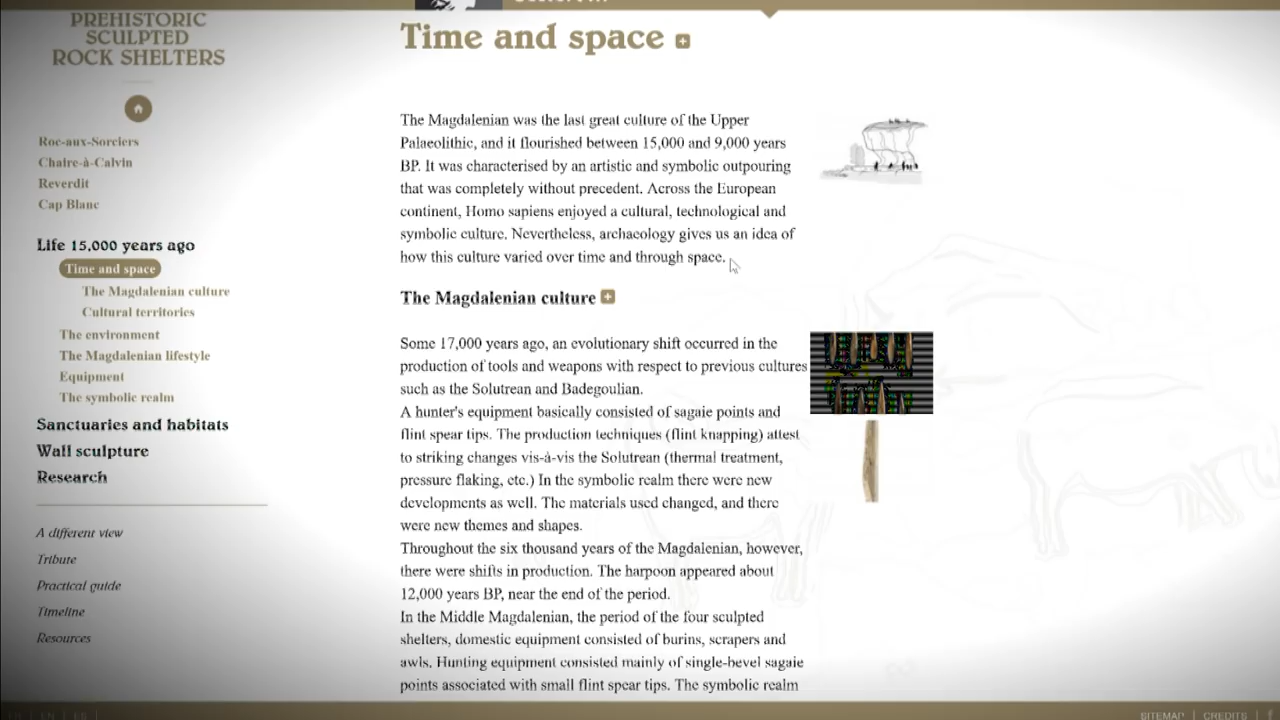 PREHISTORIC
SCULPTED
ROCK SHELTERS
Roc-aux-Sorciers
Chaire-à-Calvin
Reverdit
Cap Blanc
Life 15,000 years ago
Time and space
The Magdalenian culture
Cultural territories
The environment
The Magdalenian lifestyle
Equipment
The symbolic realm
Sanctuaries and habitats
Wall sculpture
Research
A different view
Tribute
Practical guide
Timeline
Resources
Time and space
The Magdalenian was the last great culture of the Upper
Palaeolithic, and it flourished between 15,000 and 9,000 years
BP. It was characterised by an artistic and symbolic outpouring
that was completely without precedent. Across the European
continent, Homo sapiens enjoyed a cultural, technological and
symbolic culture. Nevertheless, archaeology gives us an idea of
how this culture varied over time and through space.
The Magdalenian culture
Some 17,000 years ago, an evolutionary shift occurred in the
production of tools and weapons with respect to previous cultures
such as the Solutrean and Badegoulian.
A hunter's equipment basically consisted of sagaie points and
flint spear tips. The production techniques (flint knapping) attest
to striking changes vis-à-vis the Solutrean (thermal treatment,
pressure flaking, etc.) In the symbolic realm there were new
developments as well. The materials used changed, and there
were new themes and shapes.
Throughout the six thousand years of the Magdalenian, however,
there were shifts in production. The harpoon appeared about
12,000 years BP, near the end of the period.
In the Middle Magdalenian, the period of the four sculpted
shelters, domestic equipment consisted of burins, scrapers and
awls. Hunting equipment consisted mainly of single-bevel sagaie
points associated with small flint spear tips. The symbolic realm
SITEMAP | CREDITS |